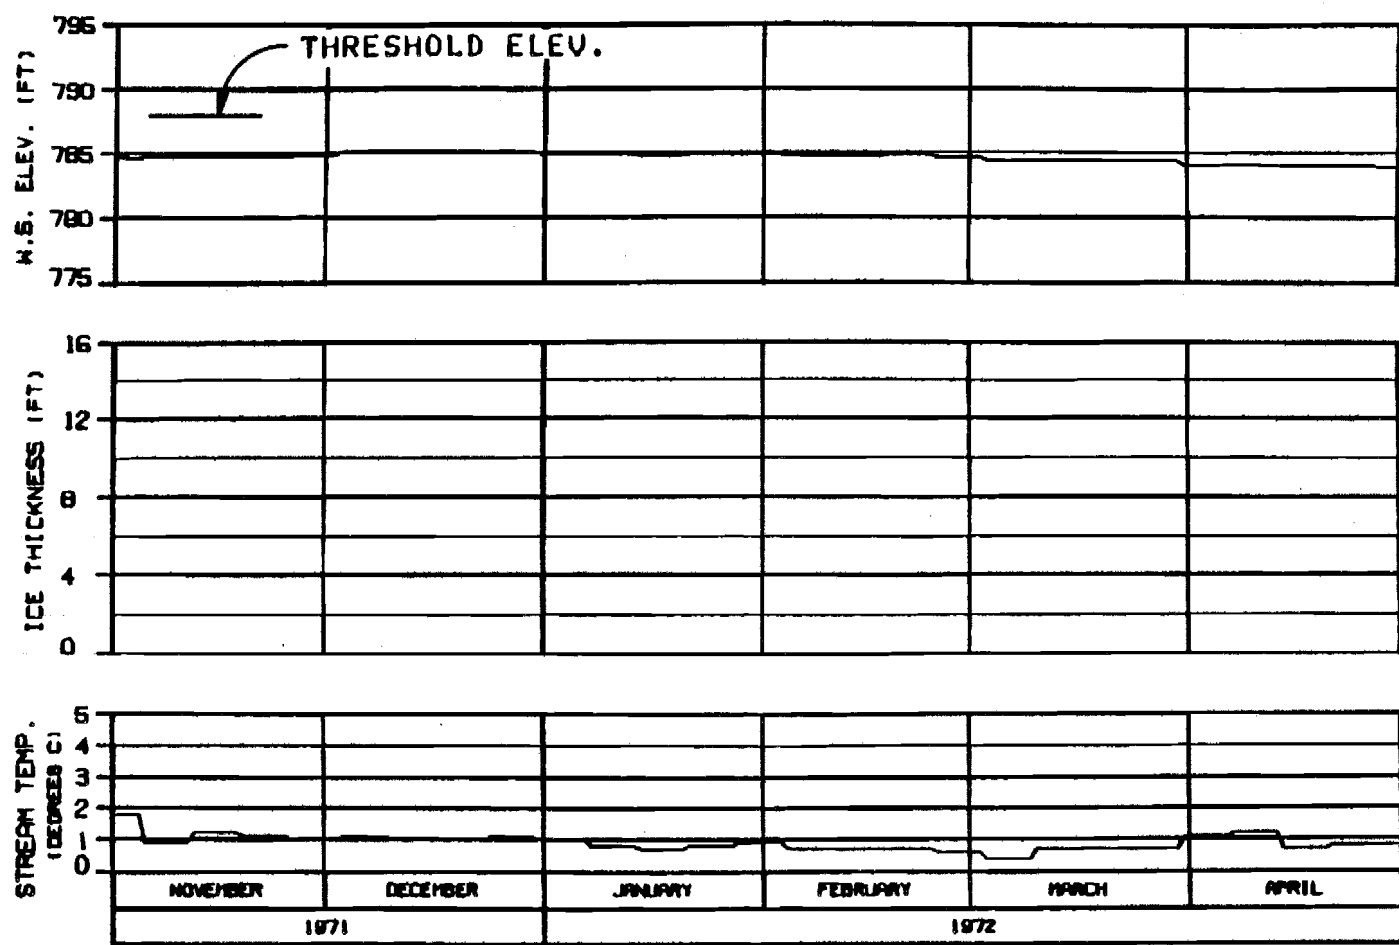 THRESHOLD ELEV.
W.S. ELEV. (FT)
795
790
785
780
775
ICE THICKNESS (FT)
16
12
8
4
0
STREAM TEMP.
(DEGREES C)
5
4
3
2
1
0
NOVEMBER DECEMBER JANUARY FEBRUARY MARCH APRIL
1971 1972